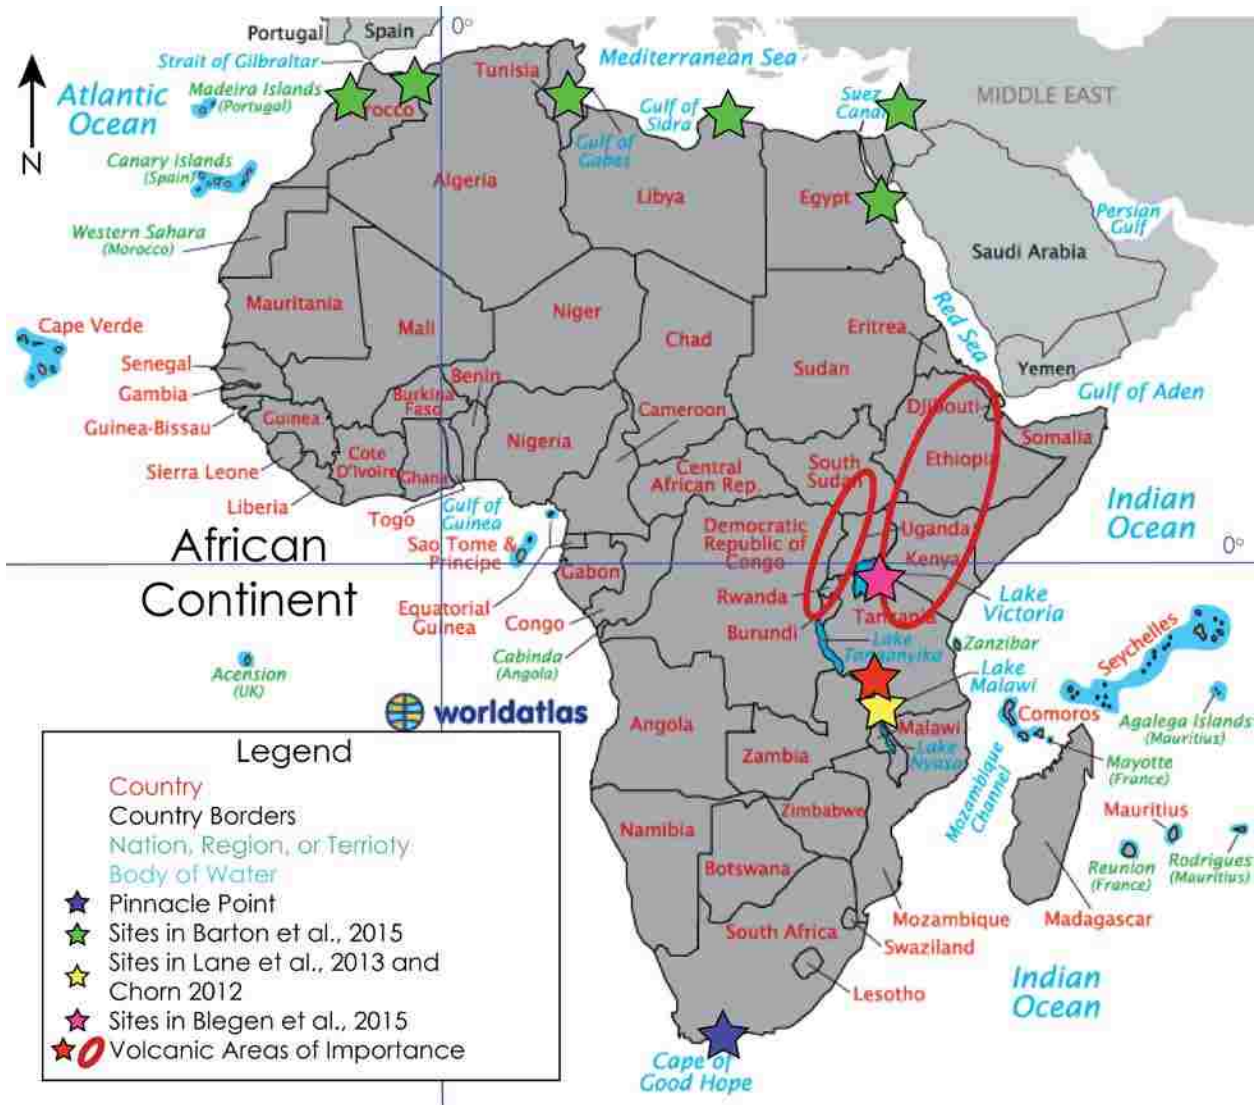 Portugal
Spain
0°
Strait of Gilbraltar
Mediterranean Sea
Tunisia
Madeira Islands
(Portugal)
Atlantic
Ocean
N
Gulf of
Sidra
Suez
Canal
MIDDLE EAST
Gulf of
Gabes
Canary Islands
(Spain)
Algeria
Libya
Egypt
Persian
Gulf
Western Sahara
(Morocco)
Saudi Arabia
Mauritania
Niger
Red Sea
Cape Verde
Mali
Chad
Eritrea
Senegal
Sudan
Yemen
Gambia
Benin
Gulf of Aden
Burkina
Faso
Cameroon
Djibouti
Guinea-Bissau
Guinea
Nigeria
Somalia
Sierra Leone
Cote
D'Ivoire
Ghana
Central
African Rep.
South
Sudan
Ethiopia
Liberia
Togo
Gulf of
Guinea
Indian
Ocean
African
Continent
Sao Tome &
Principe
Democratic
Republic of
Congo
Uganda
Kenya
0°
Gabon
Rwanda
Lake
Victoria
Equatorial
Guinea
Congo
Burundi
Tanzania
Cabinda
(Angola)
Lake
Tanganyika
Zanzibar
Seychelles
Acension
(UK)
Lake
Malawi
worldatlas
Angola
Comoros
Agalega Islands
(Mauritius)
Malawi
Zambia
Lake
Nyasa
Mayotte
(France)
Mozambique
Channel
Zimbabwe
Mauritius
Namibia
Botswana
Reunion
(France)
Rodrigues
(Mauritius)
Mozambique
Madagascar
South Africa
Swaziland
Lesotho
Indian
Ocean
Cape of
Good Hope
Legend
Country
Country Borders
Nation, Region, or Terrioty
Body of Water
Pinnacle Point
Sites in Barton et al., 2015
Sites in Lane et al., 2013 and
Chorn 2012
Sites in Blegen et al., 2015
Volcanic Areas of Importance